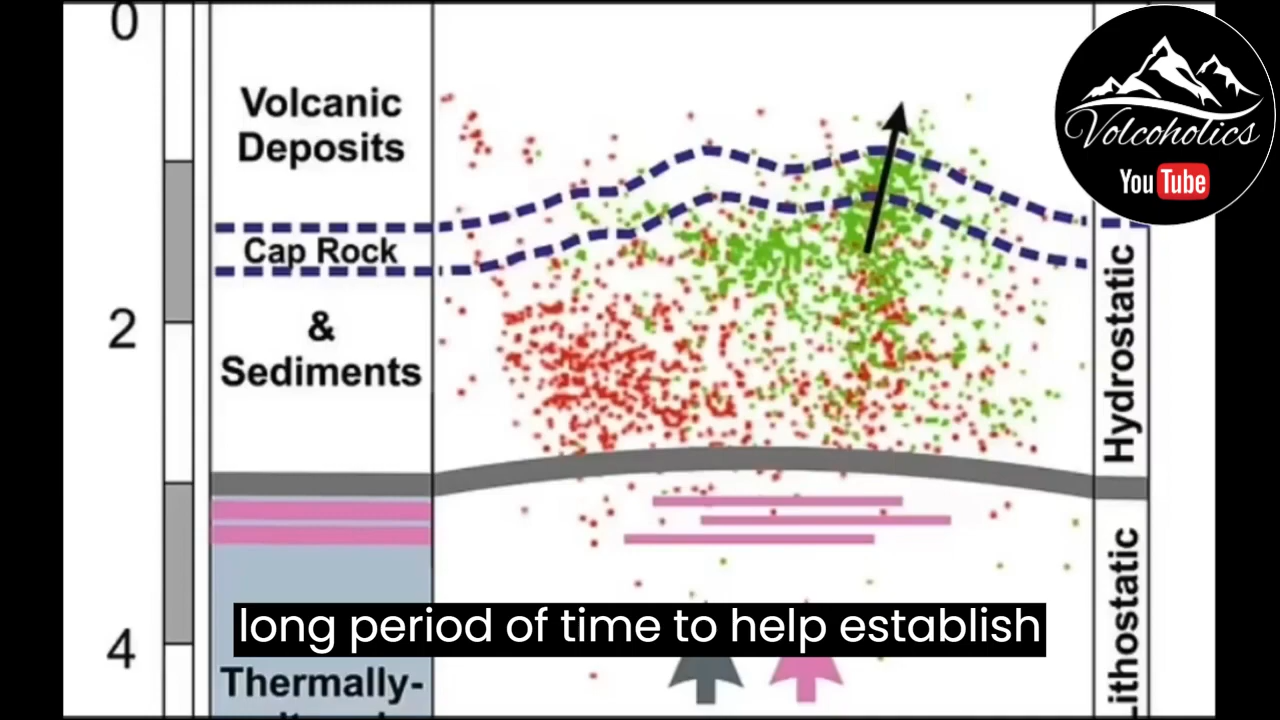 0
Volcanic
Deposits
Cap Rock
2
&
Sediments
4
Thermally-
Hydrostatic
Lithostatic
Volcoholics
YouTube
long period of time to help establish